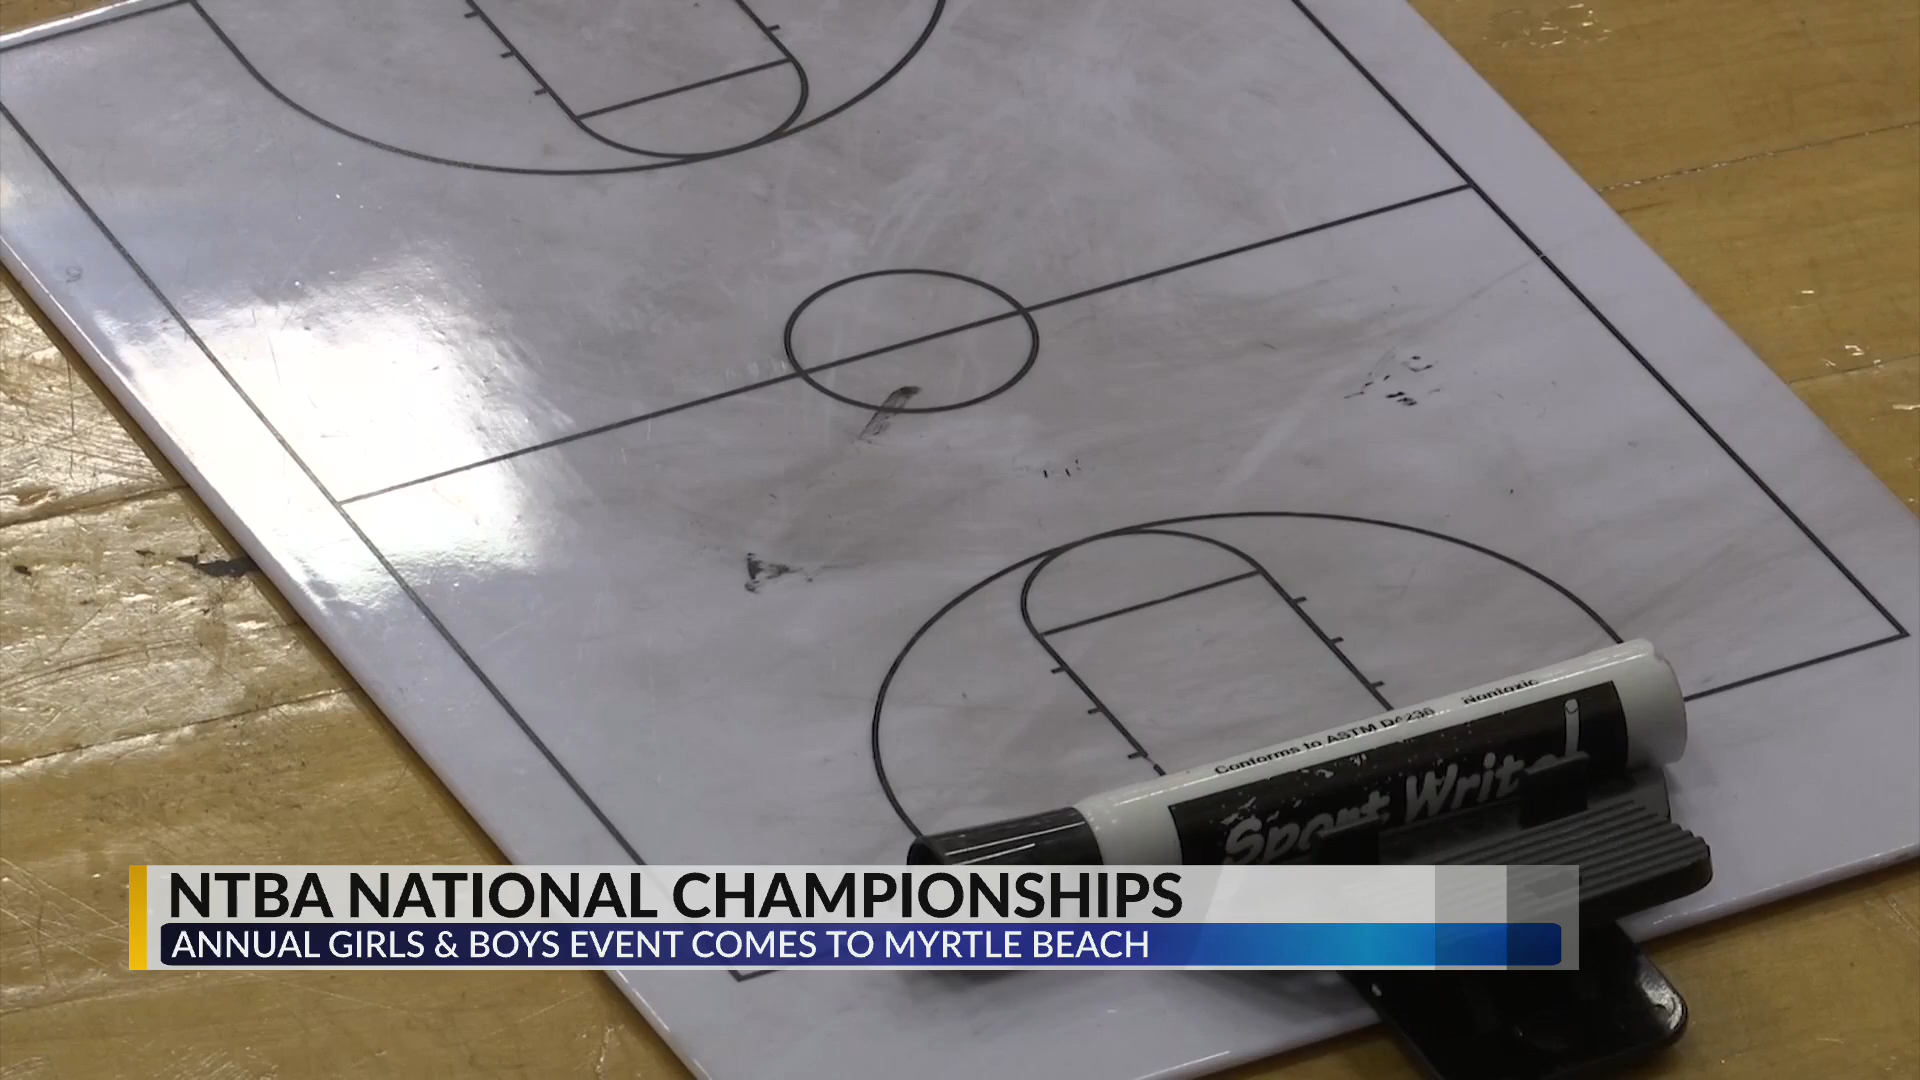 Conforms to ASTM D4236 Nontoxic
Sport Write
NTBA NATIONAL CHAMPIONSHIPS
ANNUAL GIRLS & BOYS EVENT COMES TO MYRTLE BEACH